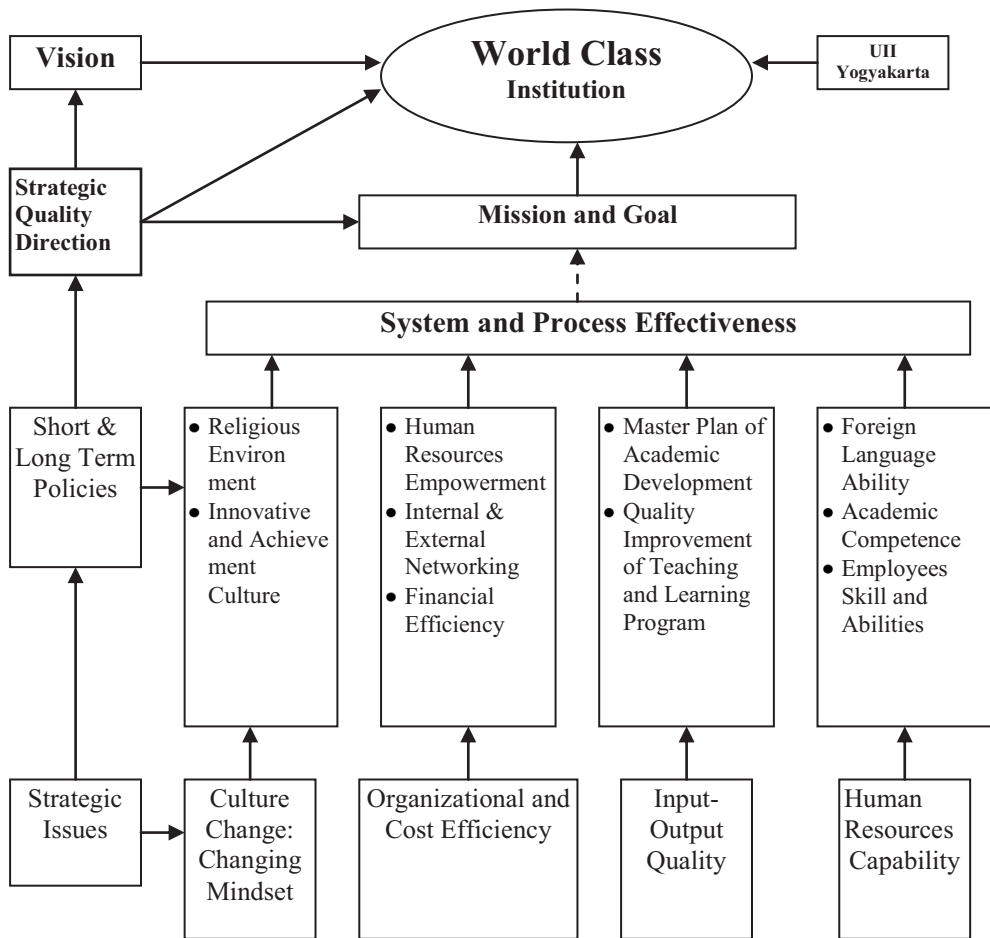 Vision
World Class
Institution
UII
Yogyakarta
Strategic
Quality
Direction
Mission and Goal
System and Process Effectiveness
Short &
Long Term
Policies
● Religious
Environ
ment
● Innovative
and Achieve
ment
Culture
● Human
Resources
Empowerment
● Internal &
External
Networking
● Financial
Efficiency
● Master Plan of
Academic
Development
● Quality
Improvement
of Teaching
and Learning
Program
● Foreign
Language
Ability
● Academic
Competence
● Employees
Skill and
Abilities
Strategic
Issues
Culture
Change:
Changing
Mindset
Organizational and
Cost Efficiency
Input-
Output
Quality
Human
Resources
Capability